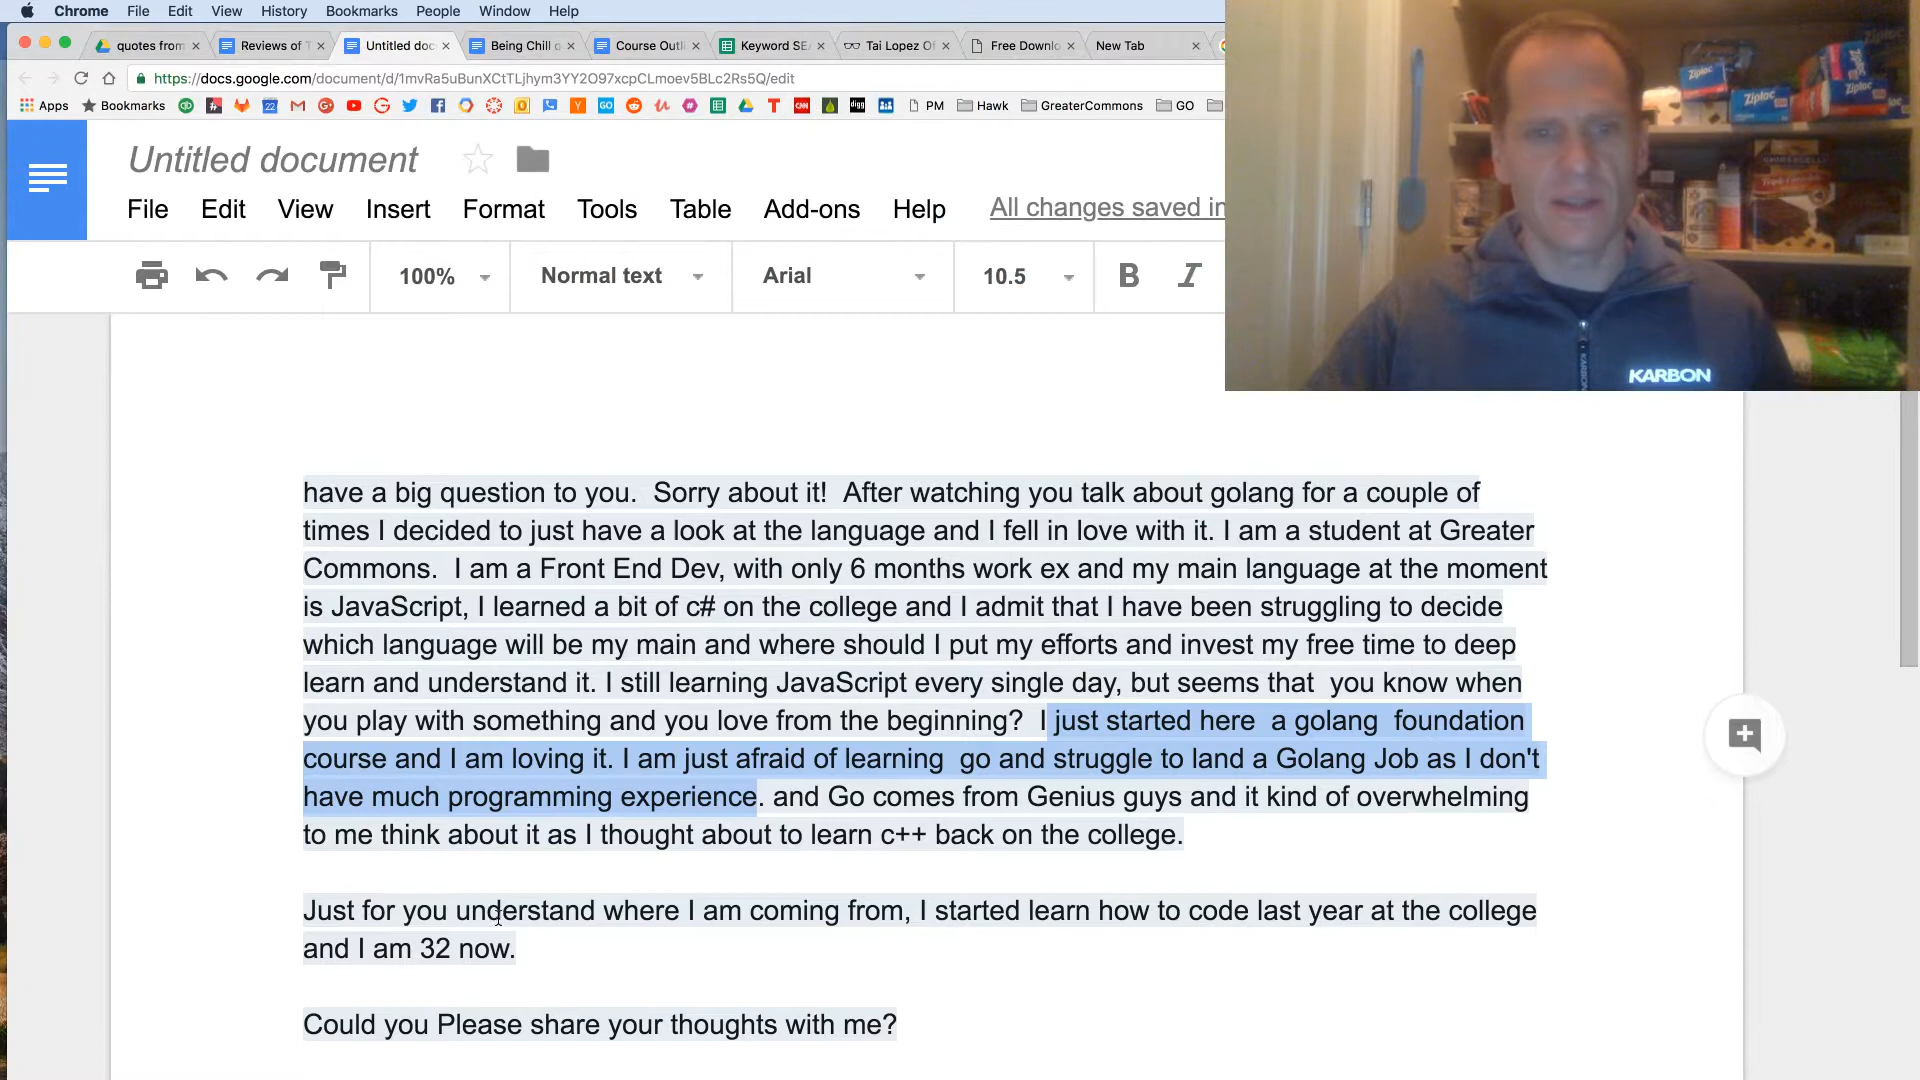 Chrome File Edit View History Bookmarks People Window Help
quotes from Reviews of T Untitled doc Being Chill o Course Outl Keyword SEA Tai Lopez Of Free Downlo New Tab
https://docs.google.com/document/d/1mvRa5uBunXCtTLjhym3YY2O97xcpCLmoev5BLc2Rs5Q/edit
Apps Bookmarks PM Hawk GreaterCommons GO
Untitled document
File Edit View Insert Format Tools Table Add-ons Help All changes saved in
100% Normal text Arial 10.5 B I
Ziploc
Ziploc
Ziploc
Ziploc
KARBON
have a big question to you. Sorry about it! After watching you talk about golang for a couple of
times I decided to just have a look at the language and I fell in love with it. I am a student at Greater
Commons. I am a Front End Dev, with only 6 months work ex and my main language at the moment
is JavaScript, I learned a bit of c# on the college and I admit that I have been struggling to decide
which language will be my main and where should I put my efforts and invest my free time to deep
learn and understand it. I still learning JavaScript every single day, but seems that you know when
you play with something and you love from the beginning? I just started here a golang foundation
course and I am loving it. I am just afraid of learning go and struggle to land a Golang Job as I don't
have much programming experience. and Go comes from Genius guys and it kind of overwhelming
to me think about it as I thought about to learn c++ back on the college.
Just for you understand where I am coming from, I started learn how to code last year at the college
and I am 32 now.
Could you Please share your thoughts with me?